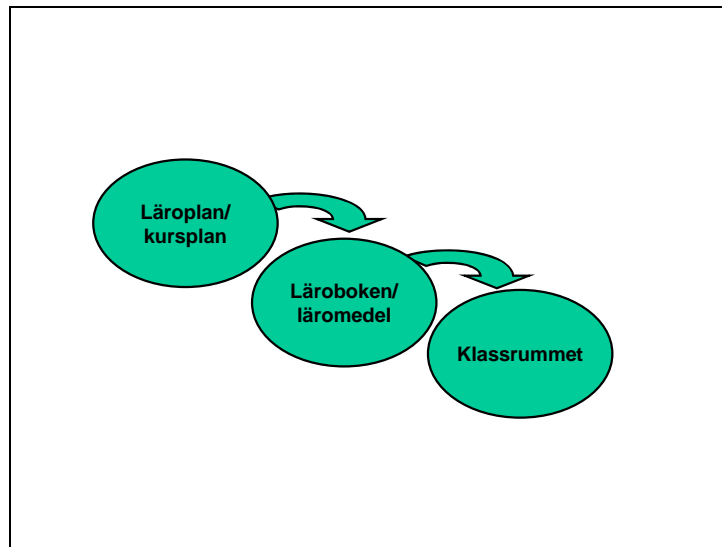 Läroplan/
kursplan
Läroboken/
läromedel
Klassrummet